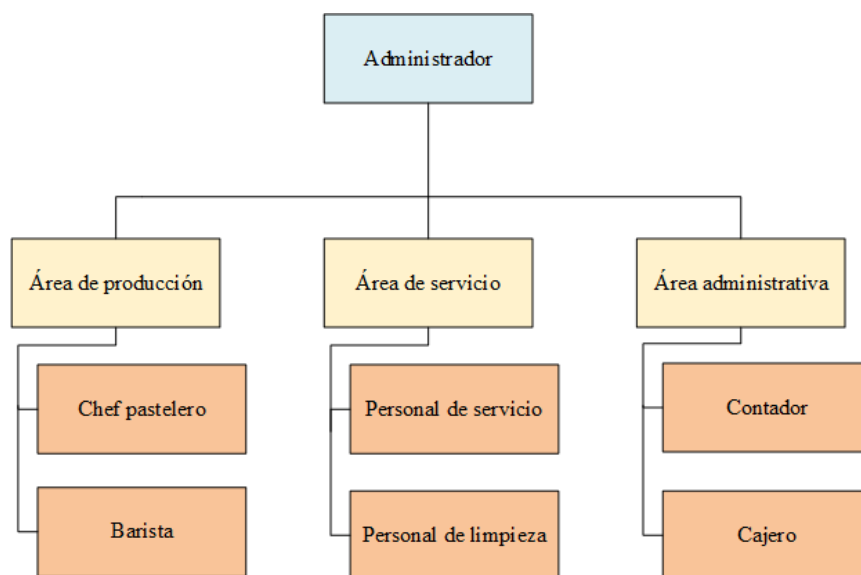 Administrador
Área de producción
Área de servicio
Área administrativa
Chef pastelero
Personal de servicio
Contador
Barista
Personal de limpieza
Cajero